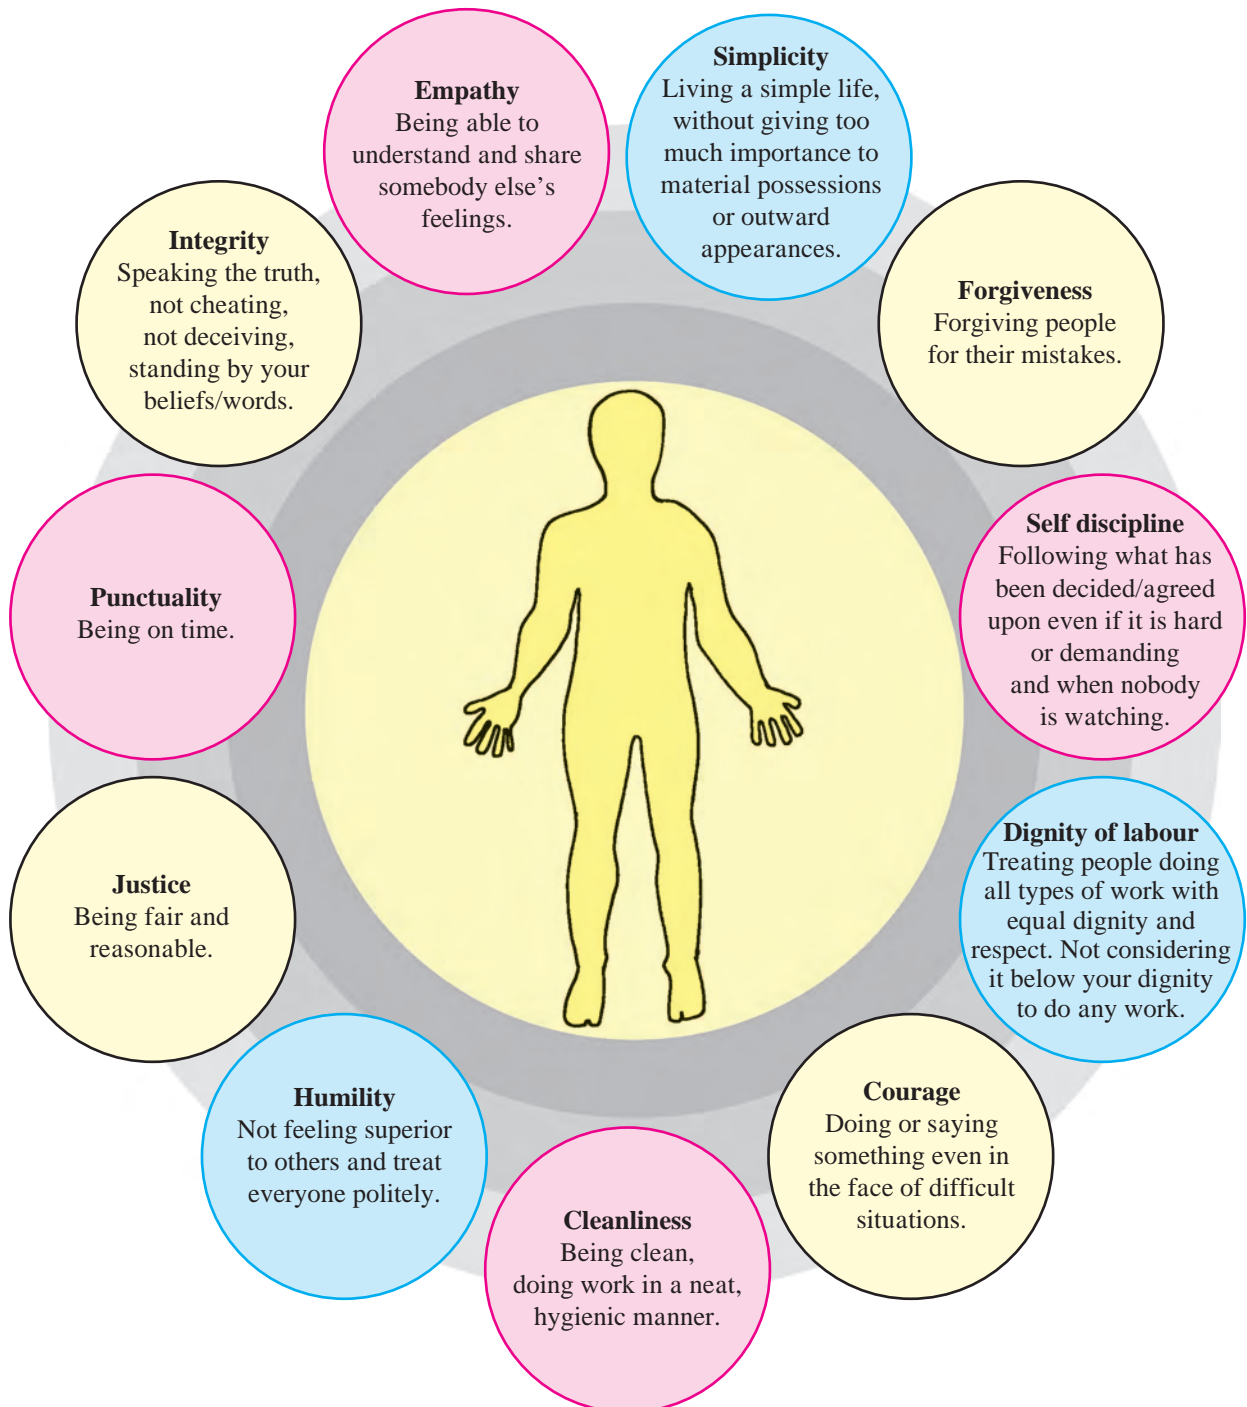 Empathy
Being able to
understand and share
somebody else’s
feelings.
Simplicity
Living a simple life,
without giving too
much importance to
material possessions
or outward
appearances.
Integrity
Speaking the truth,
not cheating,
not deceiving,
standing by your
beliefs/words.
Forgiveness
Forgiving people
for their mistakes.
Punctuality
Being on time.
Self discipline
Following what has
been decided/agreed
upon even if it is hard
or demanding
and when nobody
is watching.
Justice
Being fair and
reasonable.
Dignity of labour
Treating people doing
all types of work with
equal dignity and
respect. Not considering
it below your dignity
to do any work.
Humility
Not feeling superior
to others and treat
everyone politely.
Cleanliness
Being clean,
doing work in a neat,
hygienic manner.
Courage
Doing or saying
something even in
the face of difficult
situations.